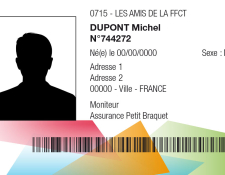 0715 - LES AMIS DE LA FFCT
DUPONT Michel
N°744272
Né(e) le 00/00/0000 Sexe :
Adresse 1
Adresse 2
00000 - Ville - FRANCE
Moniteur
Assurance Petit Braquet